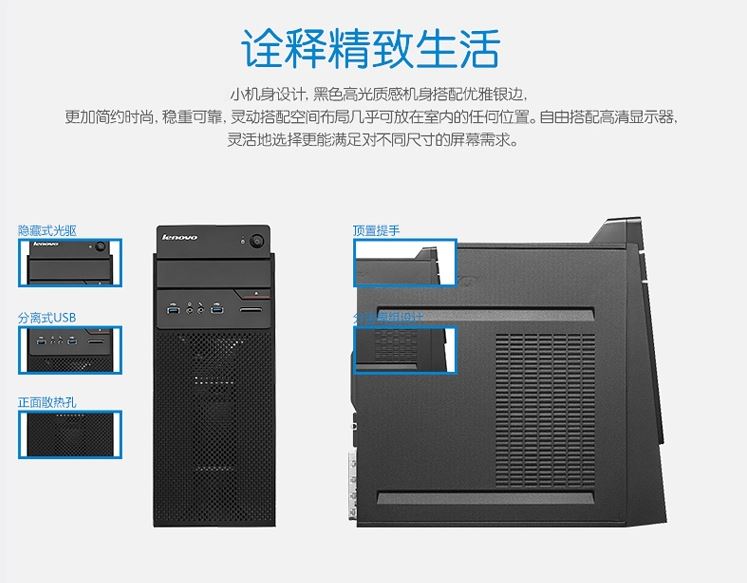 诠释精致生活
小机身设计, 黑色高光质感机身搭配优雅银边,
更加简约时尚, 稳重可靠, 灵动搭配空间布局几乎可放在室内的任何位置。自由搭配高清显示器,
灵活地选择更能满足对不同尺寸的屏幕需求。
隐藏式光驱
顶置提手
lenovo
lenovo
分离式USB
正面散热孔